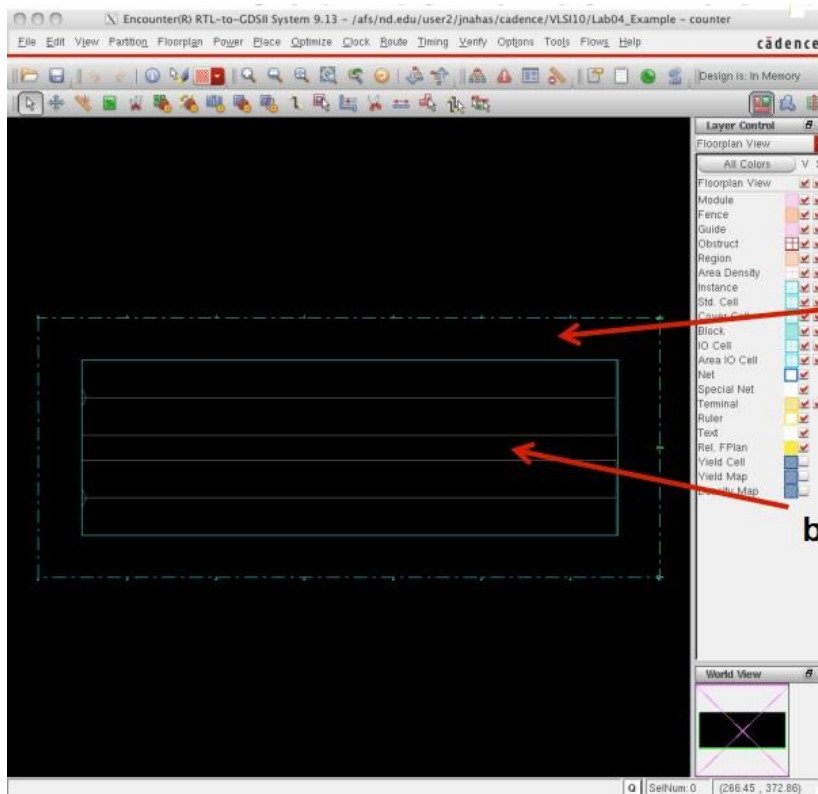 Encounter(R) RTL-to-GDSII System 9.13 - /afs/nd.edu/user2/jnahas/cadence/VLSI10/Lab04_Example - counter
File Edit View Partition Floorplan Power Place Optimize Clock Route Timing Verify Options Tools Flows Help cādence
Design is: In Memory
Layer Control
Floorplan View
All Colors V S
Floorplan View
Module
Fence
Guide
Obstruct
Region
Area Density
Instance
Std. Cell
Cover Cell
Block
IO Cell
Area IO Cell
Net
Special Net
Terminal
Ruler
Text
Rel. FPlan
Yield Cell
Yield Map
Density Map
b
World View
Q SelNum: 0 (266.45 , 372.86)